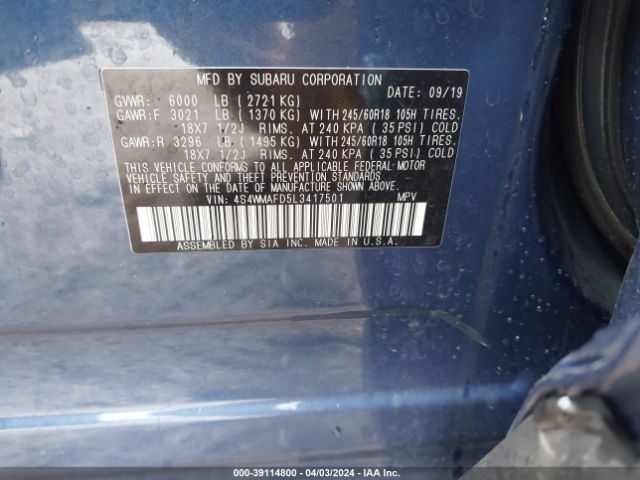 MFD BY SUBARU CORPORATION
DATE: 09/19
GVWR: 6000 LB (2721 KG)
GAWR:F 3021 LB (1370 KG) WITH 245/60R18 105H TIRES.
18X7 1/2J RIMS. AT 240 KPA (35 PSI) COLD
GAWR:R 3296 LB. (1495 KG) WITH 245/60R18 105H TIRES.
18X7 1/2J RIMS. AT 240 KPA (35 PSI) COLD
THIS VEHICLE CONFORMS TO ALL APPLICABLE FEDERAL MOTOR
VEHICLE SAFETY AND THEFT PREVENTION STANDARDS
IN EFFECT ON THE DATE OF MANUFACTURE SHOWN ABOVE.
VIN: 4S4WMAFD5L3417501 MPV
ASSEMBLED BY SIA INC. MADE IN U.S.A.
000-39114800 - 04/03/2024 - IAA Inc.